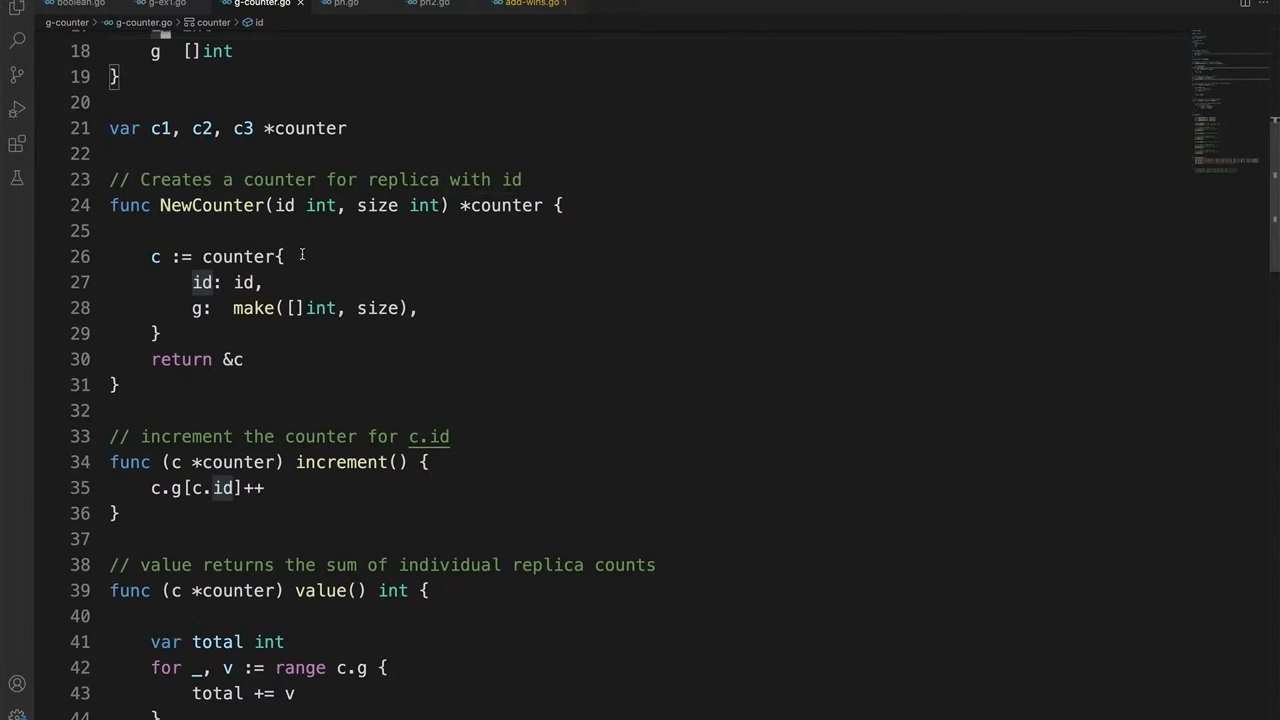 boolean.go g-ex1.go g-counter.go × pn.go pn2.go add-wins.go 1
g-counter > g-counter.go > counter > id
18 g []int
19 }
20
21 var c1, c2, c3 *counter
22
23 // Creates a counter for replica with id
24 func NewCounter(id int, size int) *counter {
25
26 c := counter{
27 id: id,
28 g: make([]int, size),
29 }
30 return &c
31 }
32
33 // increment the counter for c.id
34 func (c *counter) increment() {
35 c.g[c.id]++
36 }
37
38 // value returns the sum of individual replica counts
39 func (c *counter) value() int {
40
41 var total int
42 for _, v := range c.g {
43 total += v
44 }